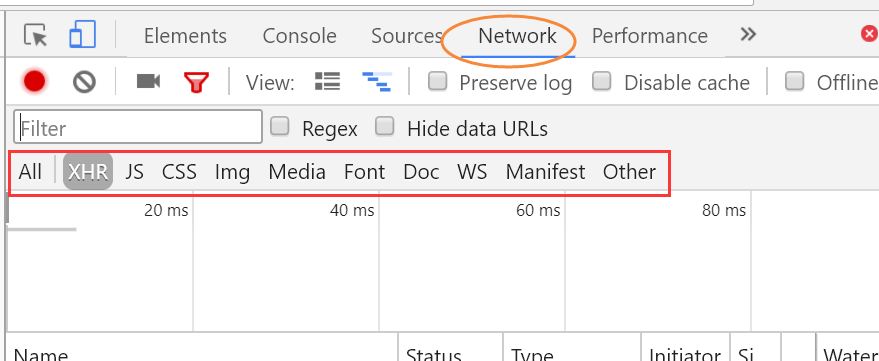 Elements Console Sources Network Performance »
View: Preserve log Disable cache Offline
Filter Regex Hide data URLs
All XHR JS CSS Img Media Font Doc WS Manifest Other
20 ms 40 ms 60 ms 80 ms
Name Status Type Initiator Si Water